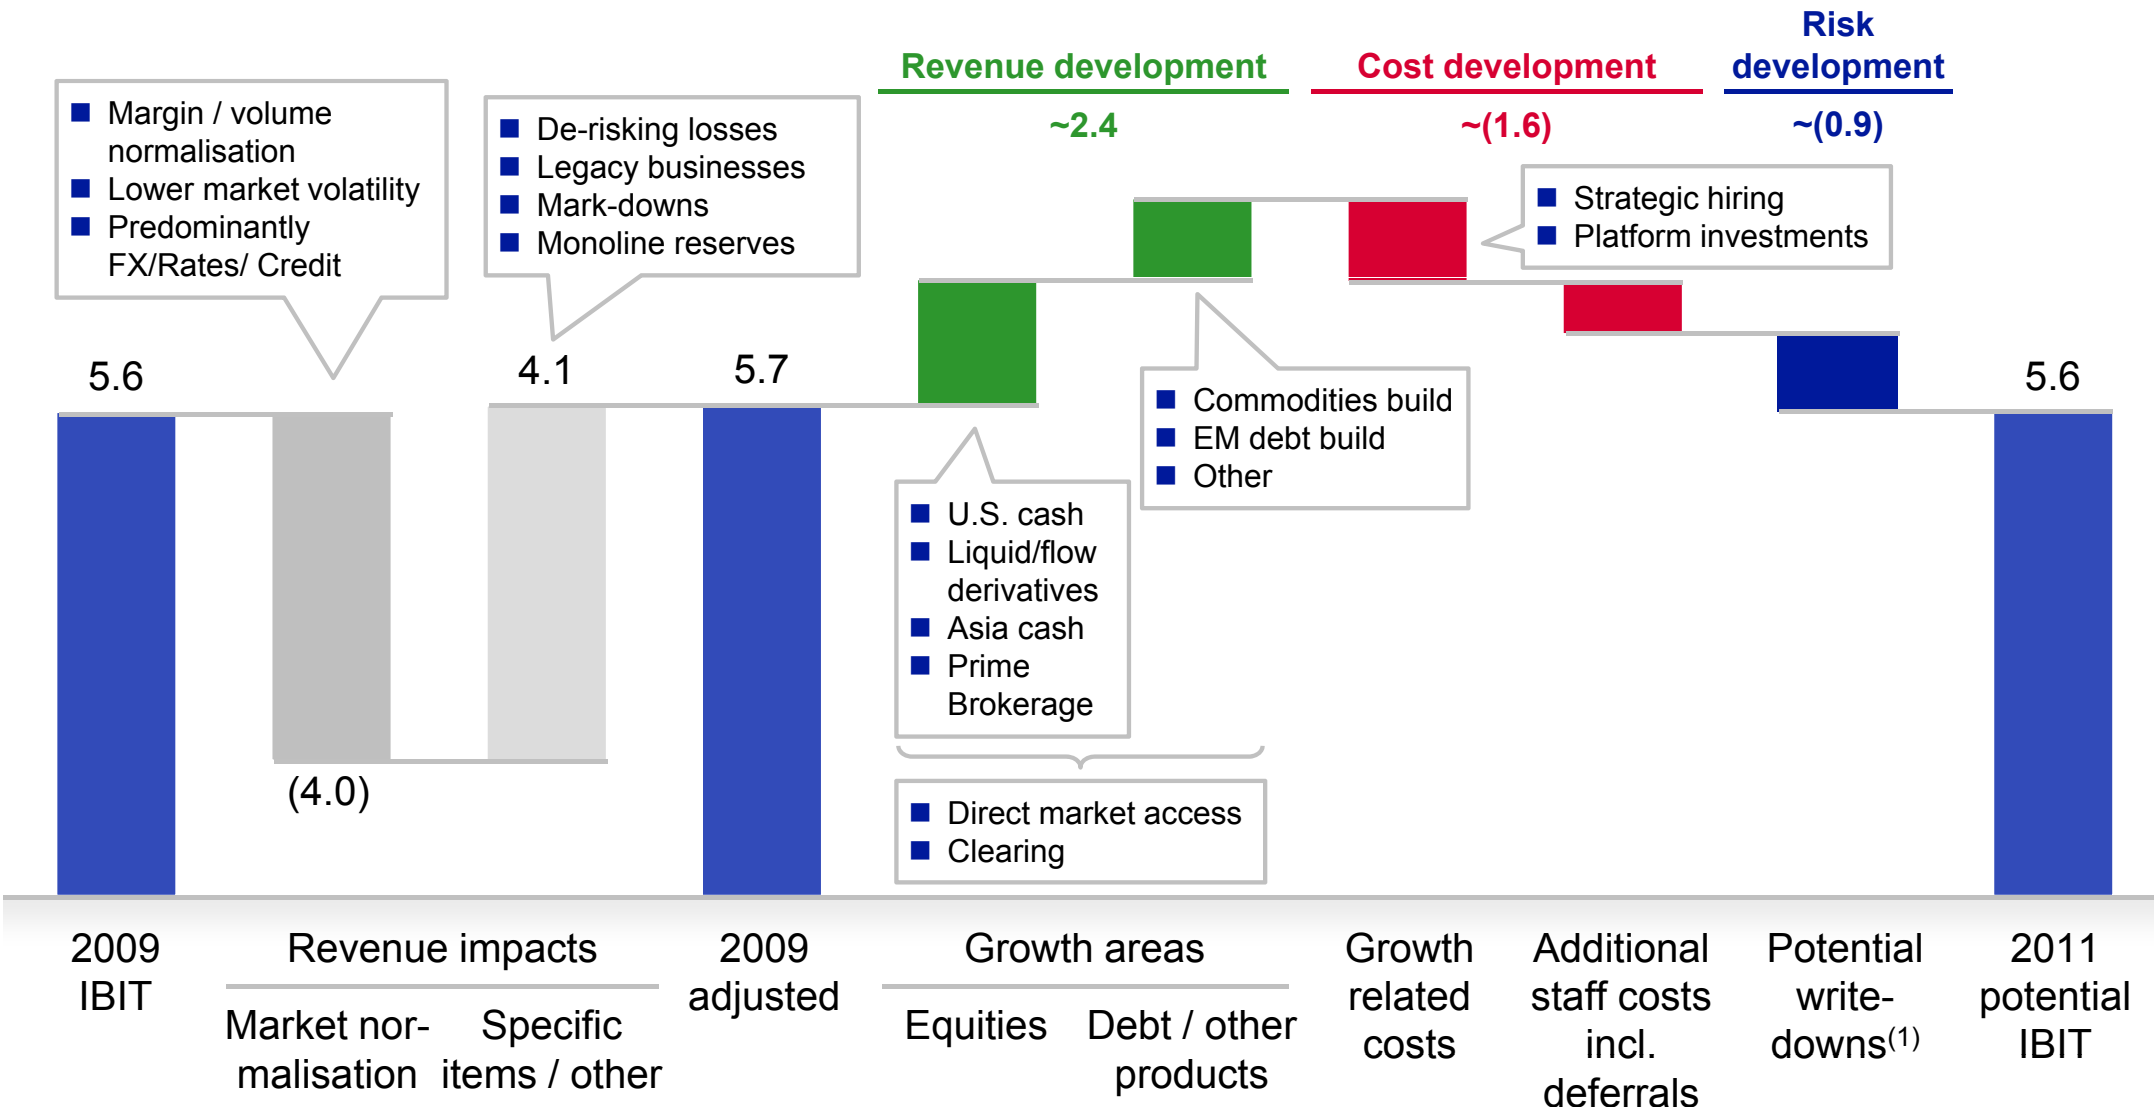 Revenue development
~2.4
Cost development
~(1.6)
Risk
development
~(0.9)
Margin / volume
normalisation
Lower market volatility
Predominantly
FX/Rates/ Credit
De-risking losses
Legacy businesses
Mark-downs
Monoline reserves
Strategic hiring
Platform investments
5.6
4.1
5.7
5.6
(4.0)
Commodities build
EM debt build
Other
U.S. cash
Liquid/flow
derivatives
Asia cash
Prime
Brokerage
Direct market access
Clearing
2009
IBIT
Revenue impacts
Market nor-
malisation
Specific
items / other
2009
adjusted
Growth areas
Equities
Debt / other
products
Growth
related
costs
Additional
staff costs
incl.
deferrals
Potential
write-
downs(1)
2011
potential
IBIT